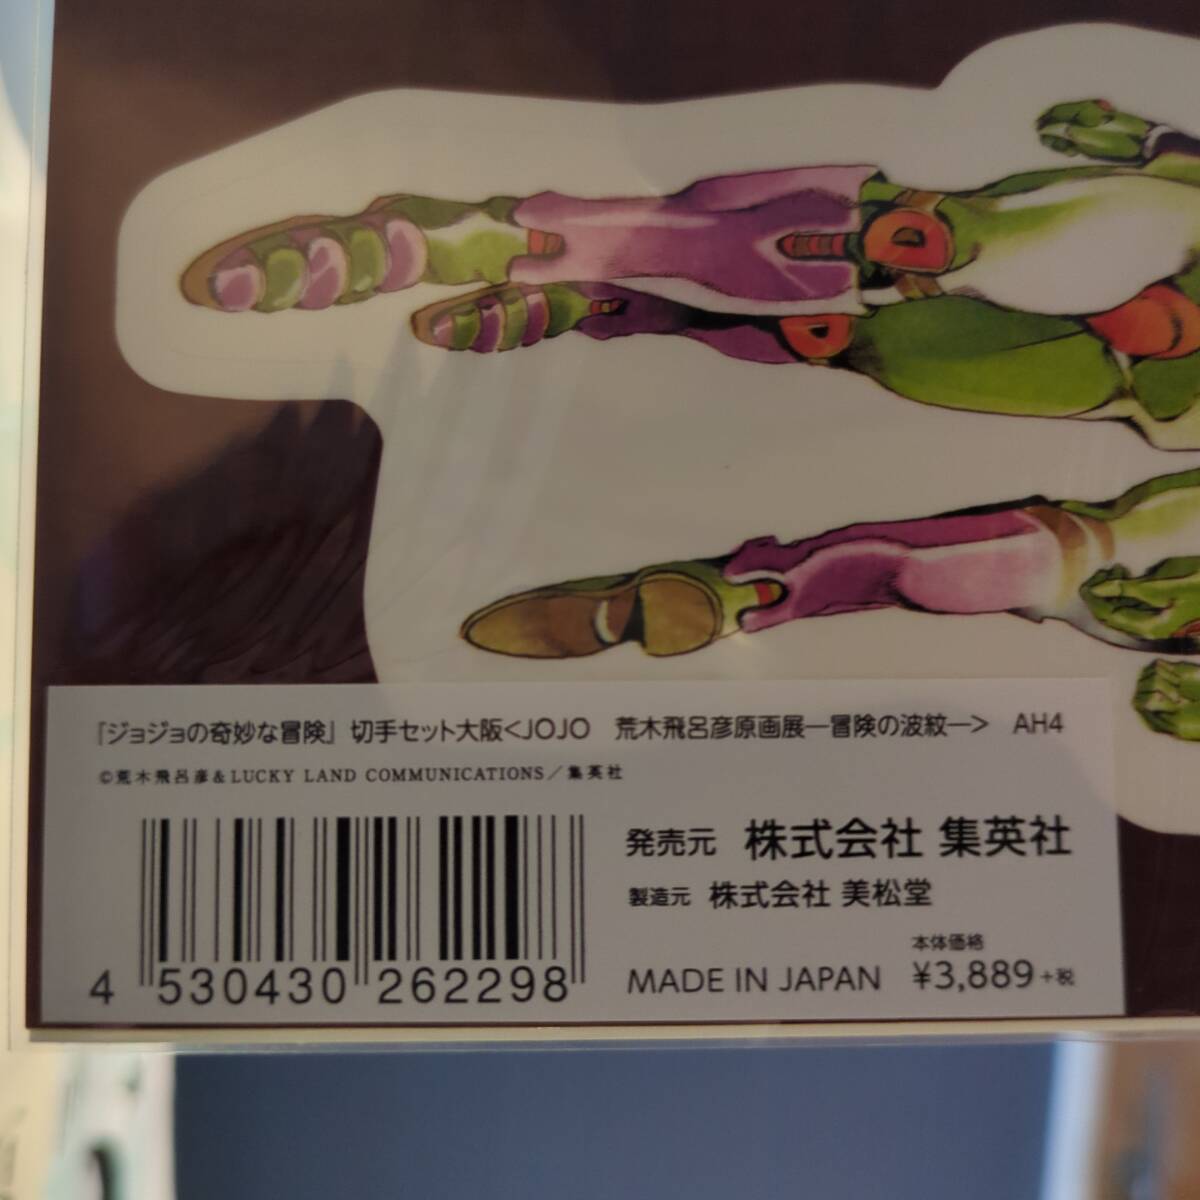 『ジョジョの奇妙な冒険』 切手セット大阪<JOJO 荒木飛呂彦原画展―冒険の波紋―> AH4
©荒木飛呂彦&LUCKY LAND COMMUNICATIONS/集英社
発売元 株式会社 集英社
製造元 株式会社 美松堂
本体価格
MADE IN JAPAN ¥3,889+税
4 530430 262298